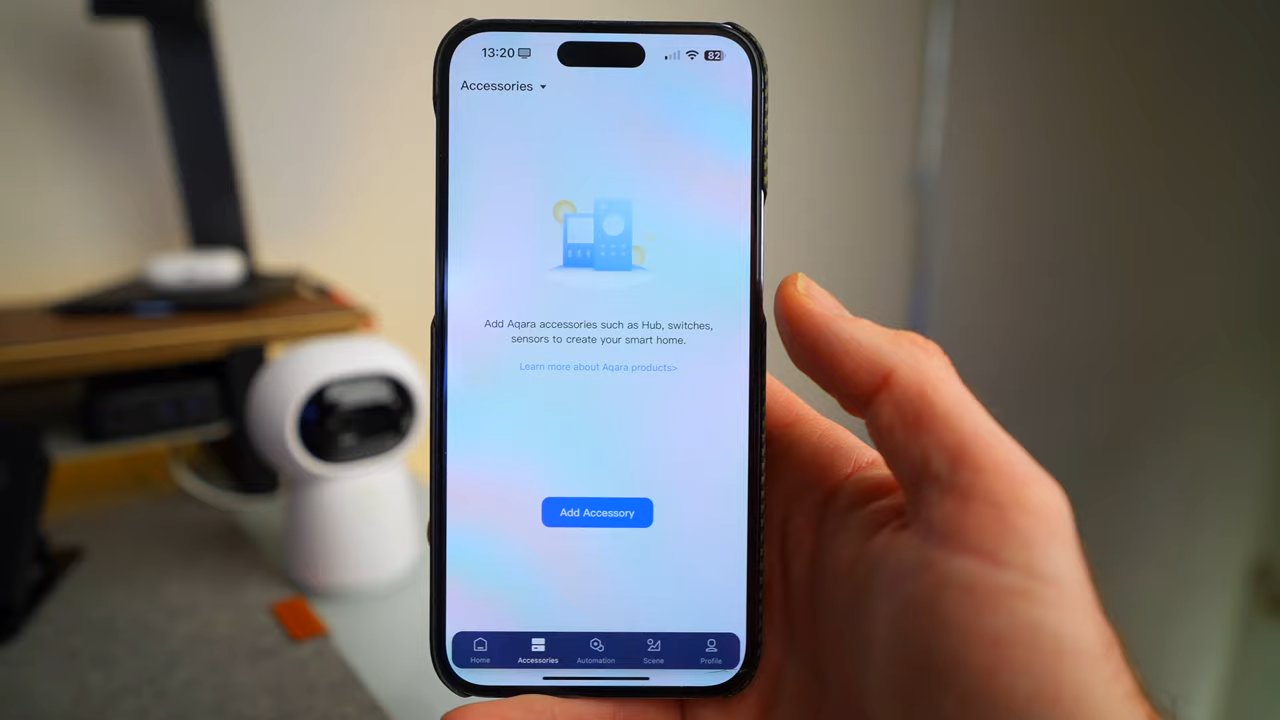 13:20
82
Accessories
Add Aqara accessories such as Hub, switches,
sensors to create your smart home.
Learn more about Aqara products>
Add Accessory
Home
Accessories
Automation
Scene
Profile